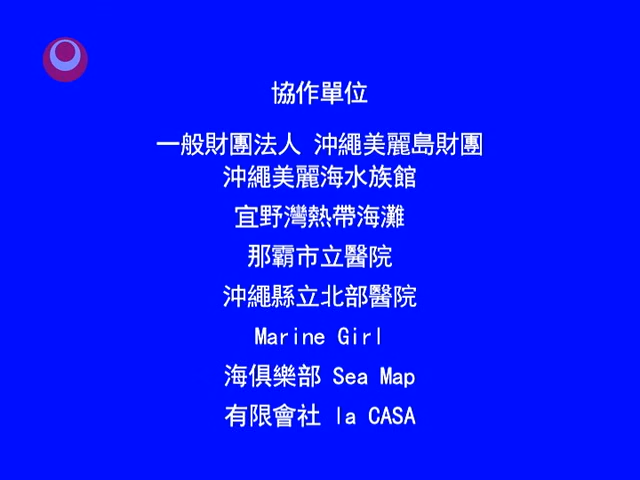 協作單位
一般財團法人 沖繩美麗島財團
沖繩美麗海水族館
宜野灣熱帶海灘
那霸市立醫院
沖繩縣立北部醫院
Marine Girl
海俱樂部 Sea Map
有限會社 la CASA